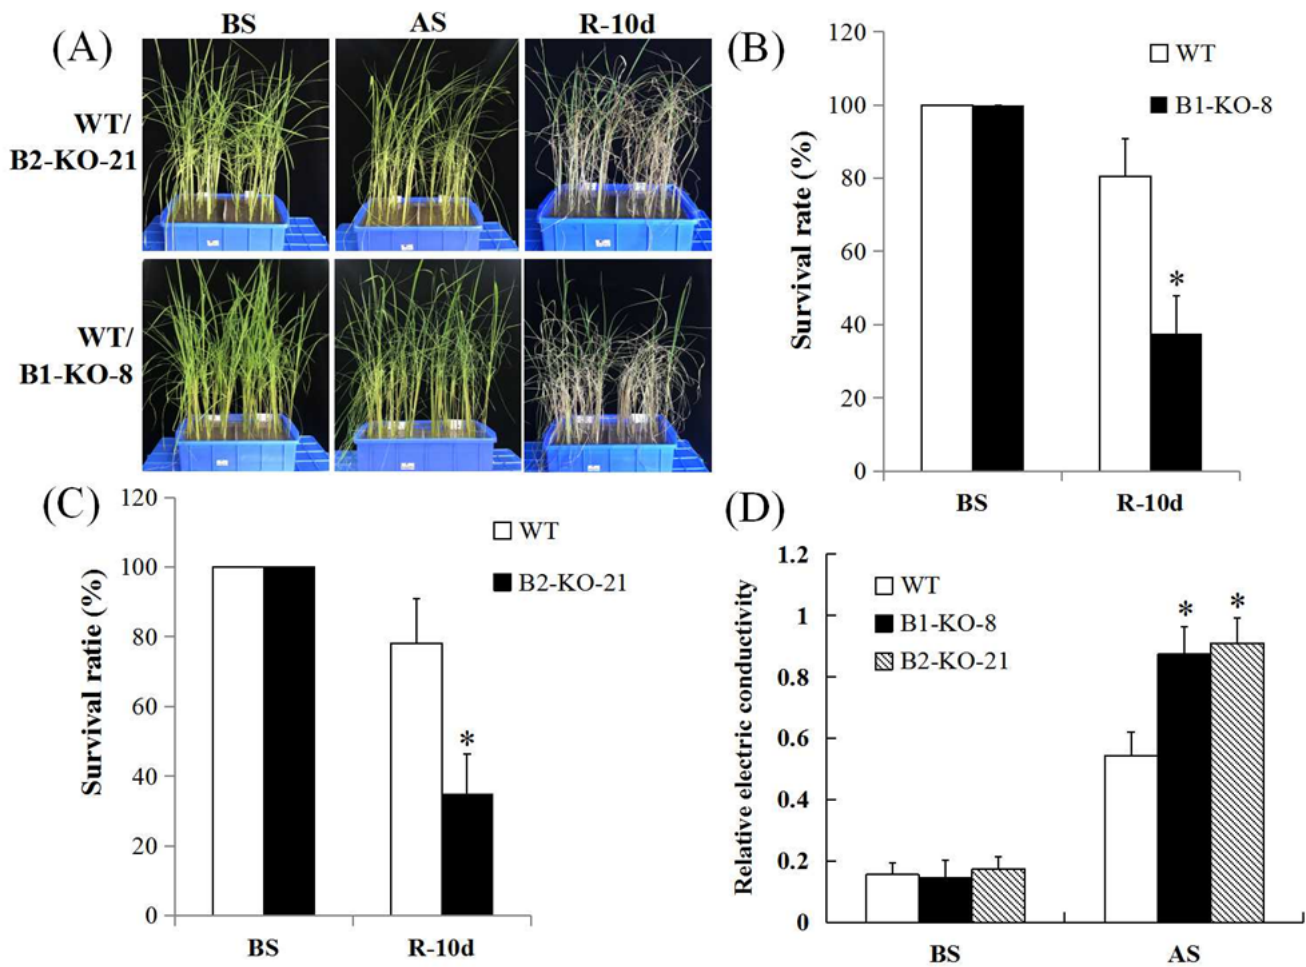 (A)
BS AS R-10d
WT/
B2-KO-21
WT/
B1-KO-8
(B)
120
100
80
60
40
20
0
Survival rate (%)
WT
B1-KO-8
BS R-10d
(C)
120
100
80
60
40
20
0
Survival ratie (%)
WT
B2-KO-21
*
BS R-10d
(D)
1.2
1
0.8
0.6
0.4
0.2
0
Relative electric conductivity
WT
B1-KO-8
B2-KO-21
* *
BS AS